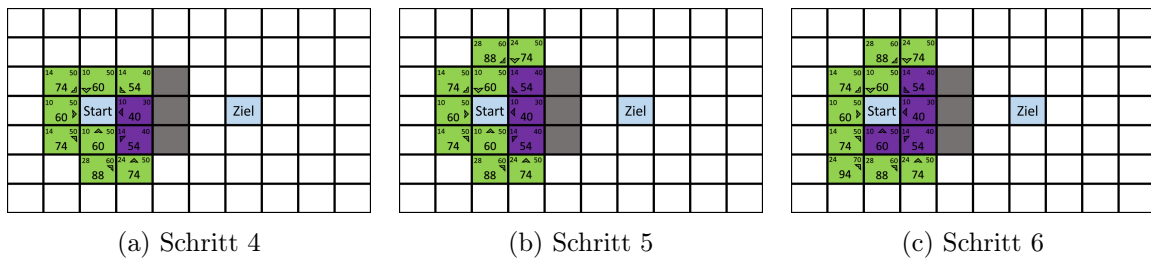 14 50 10 50 14 40
74 60 54
10 50 10 30
60 Start 40 Ziel
14 50 10 50 14 40
74 60 54
28 60 24 50
88 74
(a) Schritt 4
28 60 24 50
88 74
14 50 10 50 14 40
74 60 54
10 50 10 30
60 Start 40 Ziel
14 50 10 50 14 40
74 60 54
28 60 24 50
88 74
(b) Schritt 5
28 60 24 50
88 74
14 50 10 50 14 40
74 60 54
10 50 10 30
60 Start 40 Ziel
14 50 10 50 14 40
74 60 54
24 70 28 60 24 50
94 88 74
(c) Schritt 6